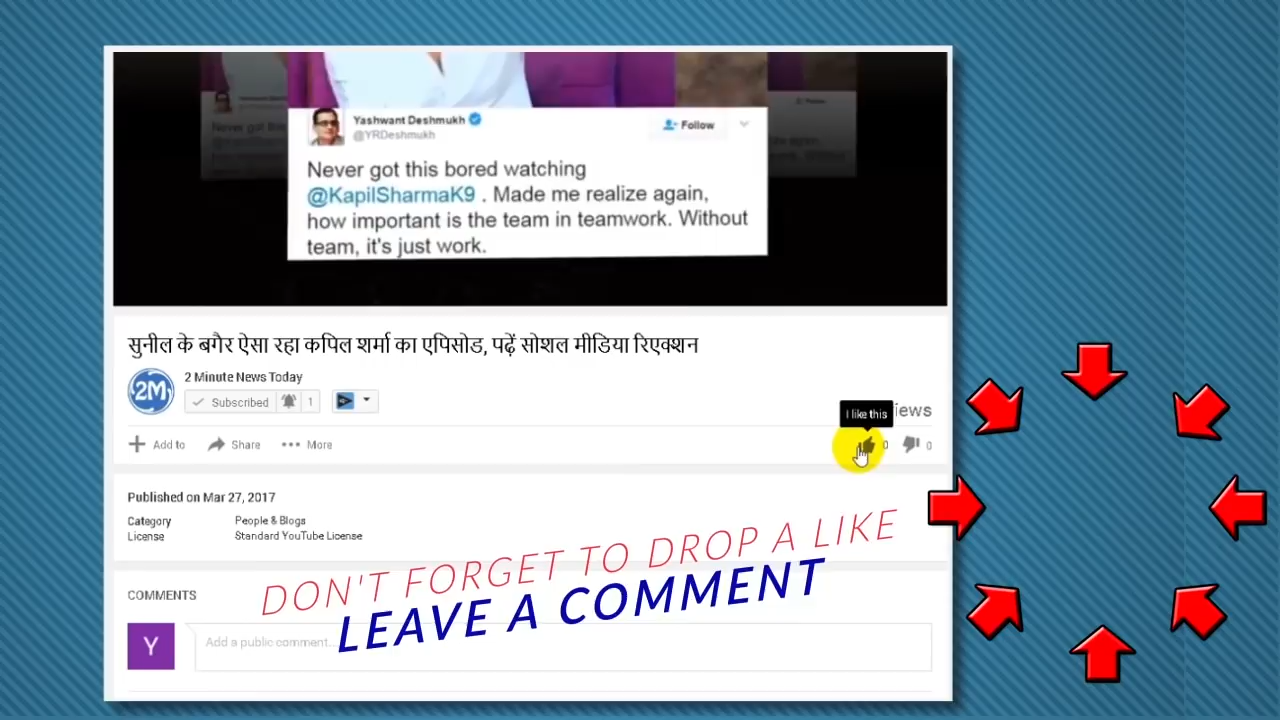 Yashwant Deshmukh
@YRDeshmukh
Follow
Never got this bored watching
@KapilSharmaK9 . Made me realize again,
how important is the team in teamwork. Without
team, it's just work.
सुनील के बगैर ऐसा रहा कपिल शर्मा का एपिसोड, पढ़ें सोशल मीडिया रिएक्शन
2M
2 Minute News Today
Subscribed 1
I like this
iews
Add to Share More
0 0
Published on Mar 27, 2017
Category People & Blogs
License Standard YouTube License
DON'T FORGET TO DROP A LIKE
LEAVE A COMMENT
COMMENTS
Y
Add a public comment...